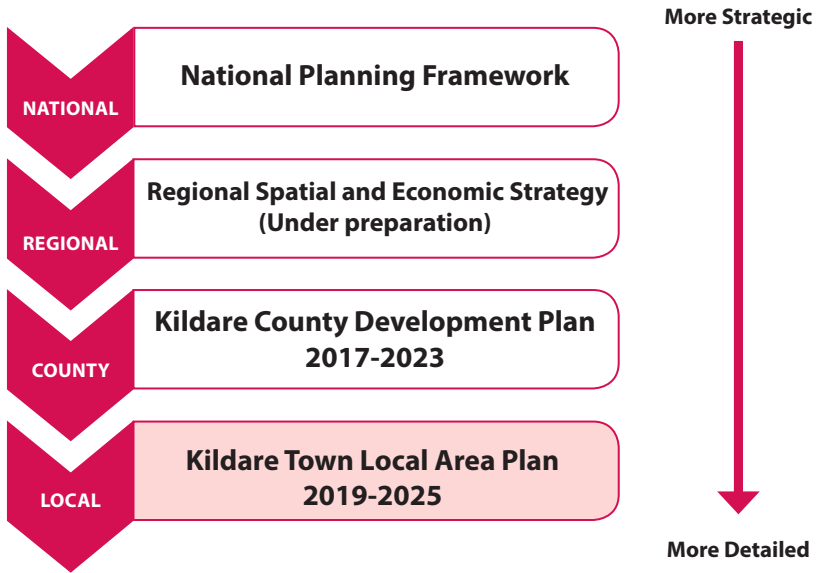 More Strategic
NATIONAL
National Planning Framework
REGIONAL
Regional Spatial and Economic Strategy
(Under preparation)
COUNTY
Kildare County Development Plan
2017-2023
LOCAL
Kildare Town Local Area Plan
2019-2025
More Detailed